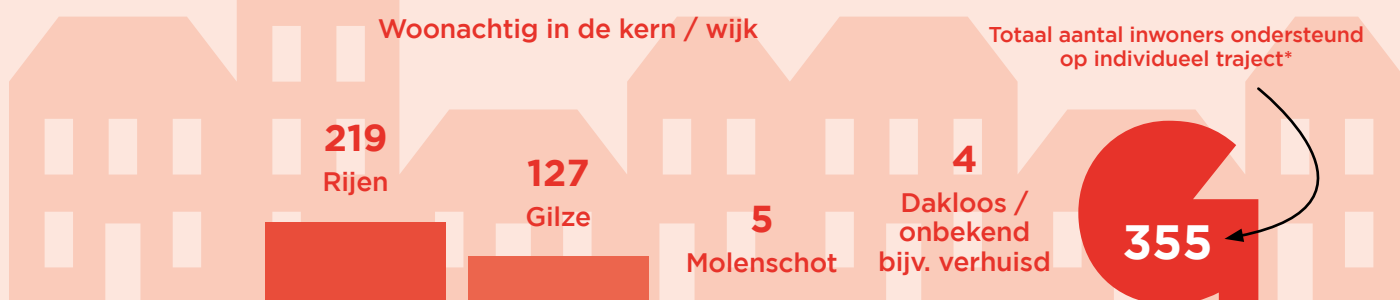 Woonachtig in de kern / wijk
Totaal aantal inwoners ondersteund
op individueel traject*
219
Rijen
127
Gilze
5
Molenschot
4
Dakloos /
onbekend
bijv. verhuisd
355